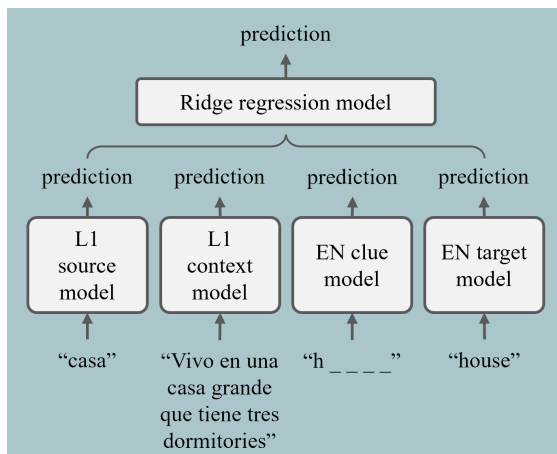 prediction
Ridge regression model
prediction prediction prediction prediction
L1 source model
L1 context model
EN clue model
EN target model
“casa”
“Vivo en una
casa grande
que tiene tres
dormitories”
“h _ _ _ _”
“house”